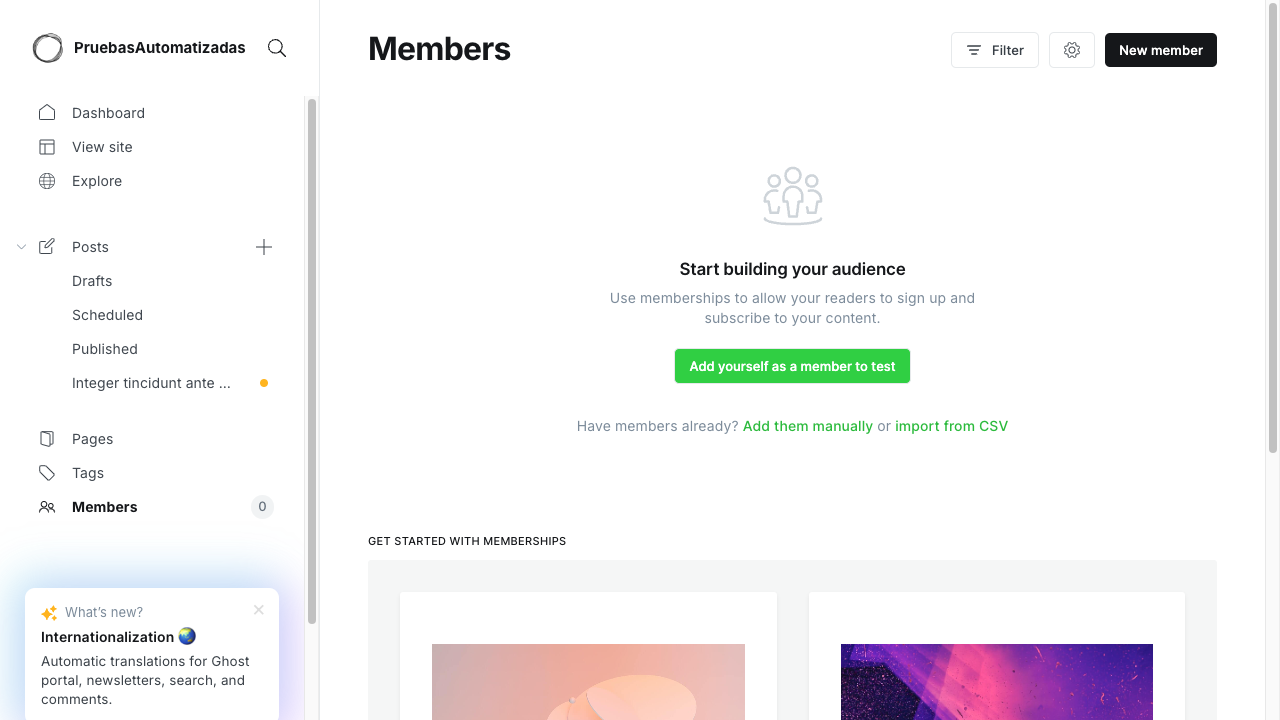 PruebasAutomatizadas
Dashboard
View site
Explore
Posts
Drafts
Scheduled
Published
Integer tincidunt ante ...
Pages
Tags
Members 0
What's new?
Internationalization
Automatic translations for Ghost
portal, newsletters, search, and
comments.
Members
Filter
New member
Start building your audience
Use memberships to allow your readers to sign up and
subscribe to your content.
Add yourself as a member to test
Have members already? Add them manually or import from CSV
GET STARTED WITH MEMBERSHIPS